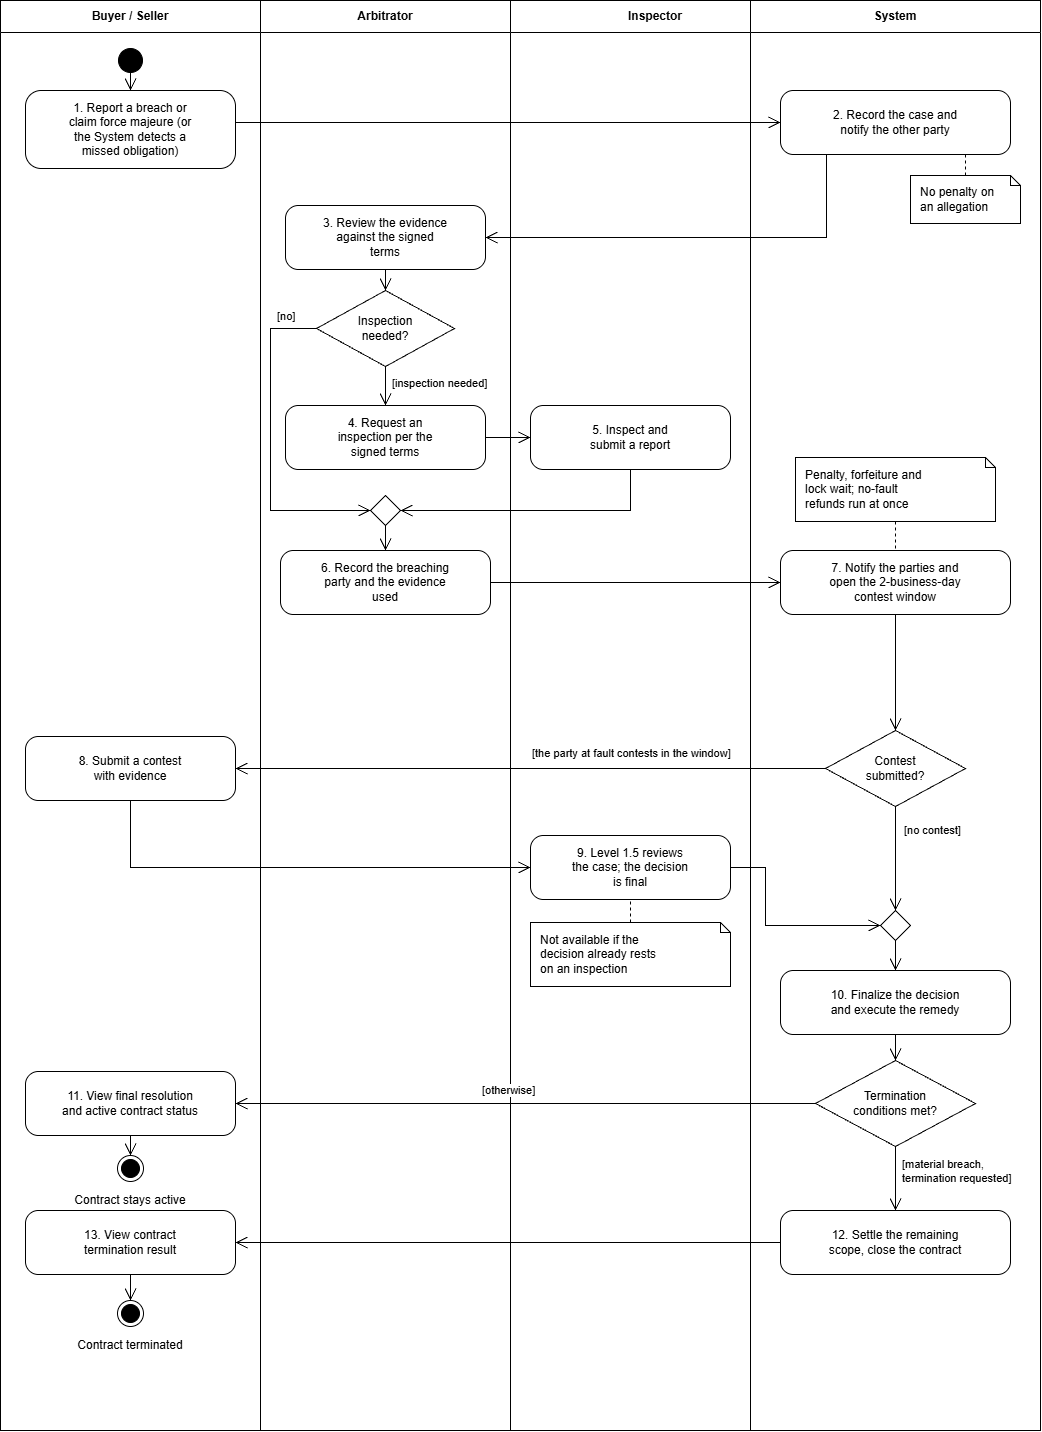 Buyer / Seller
Arbitrator
Inspector
System
1. Report a breach or
claim force majeure (or
the System detects a
missed obligation)
2. Record the case and
notify the other party
No penalty on
an allegation
3. Review the evidence
against the signed
terms
Inspection
needed?
[no]
[inspection needed]
4. Request an
inspection per the
signed terms
5. Inspect and
submit a report
Penalty, forfeiture and
lock wait; no-fault
refunds run at once
6. Record the breaching
party and the evidence
used
7. Notify the parties and
open the 2-business-day
contest window
Contest
submitted?
[the party at fault contests in the window]
8. Submit a contest
with evidence
[no contest]
9. Level 1.5 reviews
the case; the decision
is final
Not available if the
decision already rests
on an inspection
10. Finalize the decision
and execute the remedy
Termination
conditions met?
[otherwise]
11. View final resolution
and active contract status
Contract stays active
[material breach,
termination requested]
12. Settle the remaining
scope, close the contract
13. View contract
termination result
Contract terminated